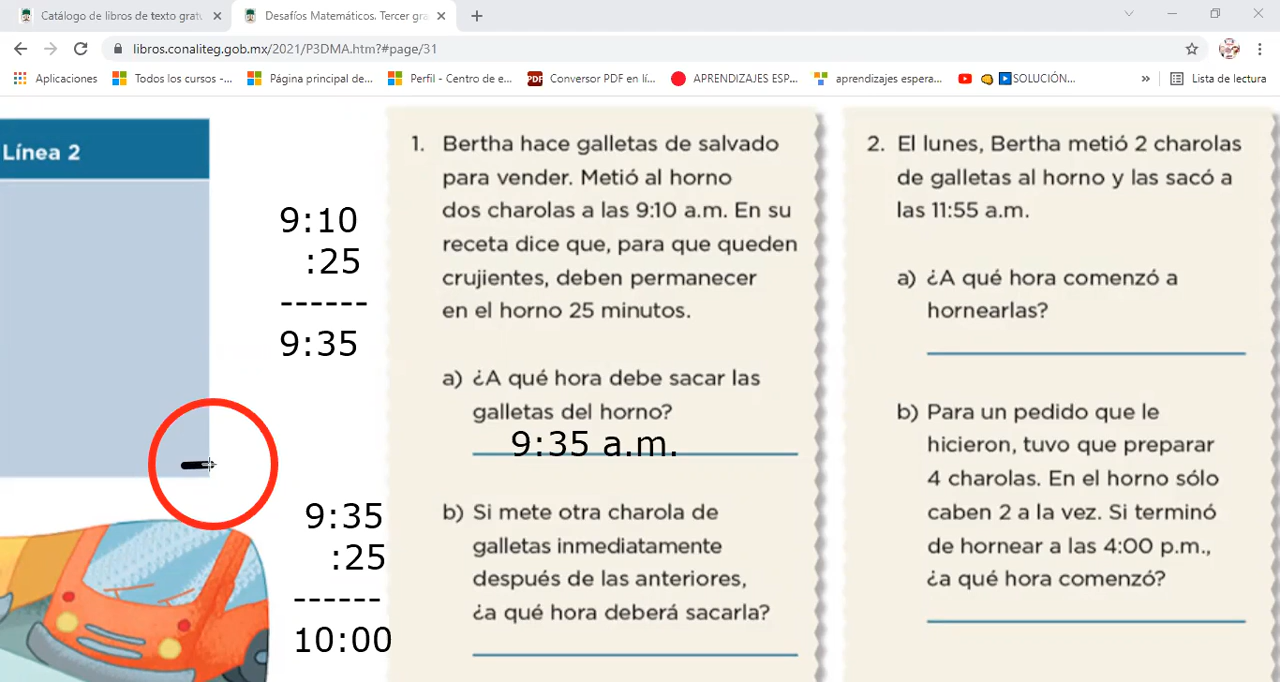 Catálogo de libros de texto gratu
Desafíos Matemáticos. Tercer gra
libros.conaliteg.gob.mx/2021/P3DMA.htm?#page/31
Aplicaciones
Todos los cursos -...
Página principal de...
Perfil - Centro de e...
PDF
Conversor PDF en lí...
APRENDIZAJES ESP...
aprendizajes espera...
SOLUCIÓN...
»
Lista de lectura
Línea 2
9:10
:25
------
9:35
9:35
:25
------
10:00
1. Bertha hace galletas de salvado
para vender. Metió al horno
dos charolas a las 9:10 a.m. En su
receta dice que, para que queden
crujientes, deben permanecer
en el horno 25 minutos.
a) ¿A qué hora debe sacar las
galletas del horno?
9:35 a.m.
b) Si mete otra charola de
galletas inmediatamente
después de las anteriores,
¿a qué hora deberá sacarla?
2. El lunes, Bertha metió 2 charolas
de galletas al horno y las sacó a
las 11:55 a.m.
a) ¿A qué hora comenzó a
hornearlas?
b) Para un pedido que le
hicieron, tuvo que preparar
4 charolas. En el horno sólo
caben 2 a la vez. Si terminó
de hornear a las 4:00 p.m.,
¿a qué hora comenzó?